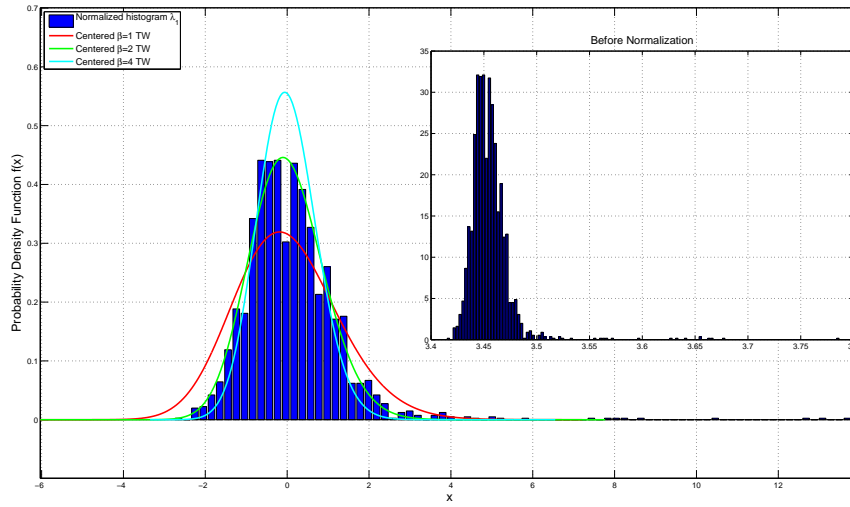 Normalized histogram λ1
Centered β=1 TW
Centered β=2 TW
Centered β=4 TW
Before Normalization
35
30
25
20
15
10
5
0
3.4 3.45 3.5 3.55 3.6 3.65 3.7 3.75
0.7
0.6
0.5
0.4
0.3
0.2
0.1
0
Probability Density Function f(x)
−6 −4 −2 0 2 4 6 8 10 12
x